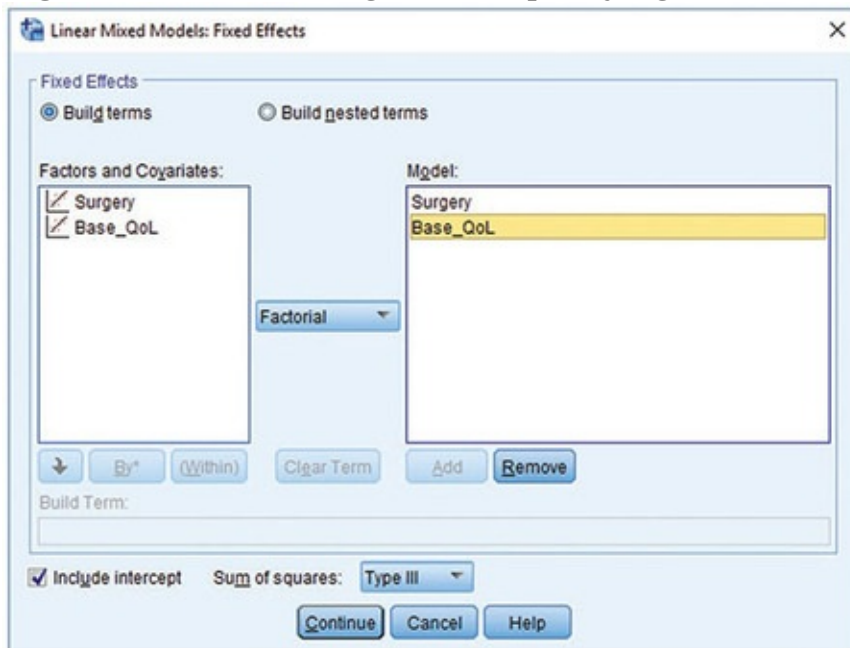 Linear Mixed Models: Fixed Effects
Fixed Effects
Build terms
Build nested terms
Factors and Covariates:
Model:
Surgery
Base_QoL
Surgery
Base_QoL
Factorial
By*
(Within)
Clear Term
Add
Remove
Build Term:
Include intercept
Sum of squares:
Type III
Continue
Cancel
Help